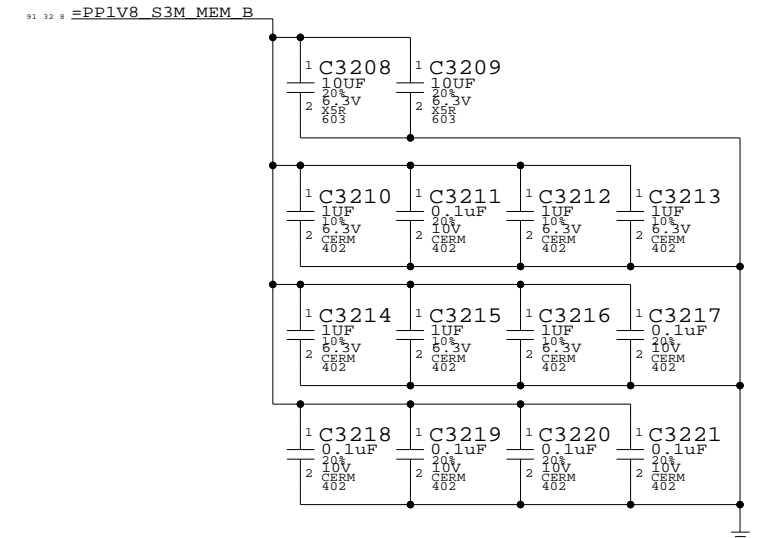 91 32 8 =PP1V8_S3M_MEM_B
1 C3208 1 C3209
10UF 10UF
20% 20%
2 6.3V 2 6.3V
X5R X5R
603 603
1 C3210 1 C3211 1 C3212 1 C3213
1UF 0.1uF 1UF 1UF
10% 20% 10% 10%
2 6.3V 2 10V 2 6.3V 2 6.3V
CERM CERM CERM CERM
402 402 402 402
1 C3214 1 C3215 1 C3216 1 C3217
1UF 1UF 1UF 0.1uF
10% 10% 10% 20%
2 6.3V 2 6.3V 2 6.3V 2 10V
CERM CERM CERM CERM
402 402 402 402
1 C3218 1 C3219 1 C3220 1 C3221
0.1uF 0.1uF 0.1uF 0.1uF
20% 20% 20% 20%
2 10V 2 10V 2 10V 2 10V
CERM CERM CERM CERM
402 402 402 402